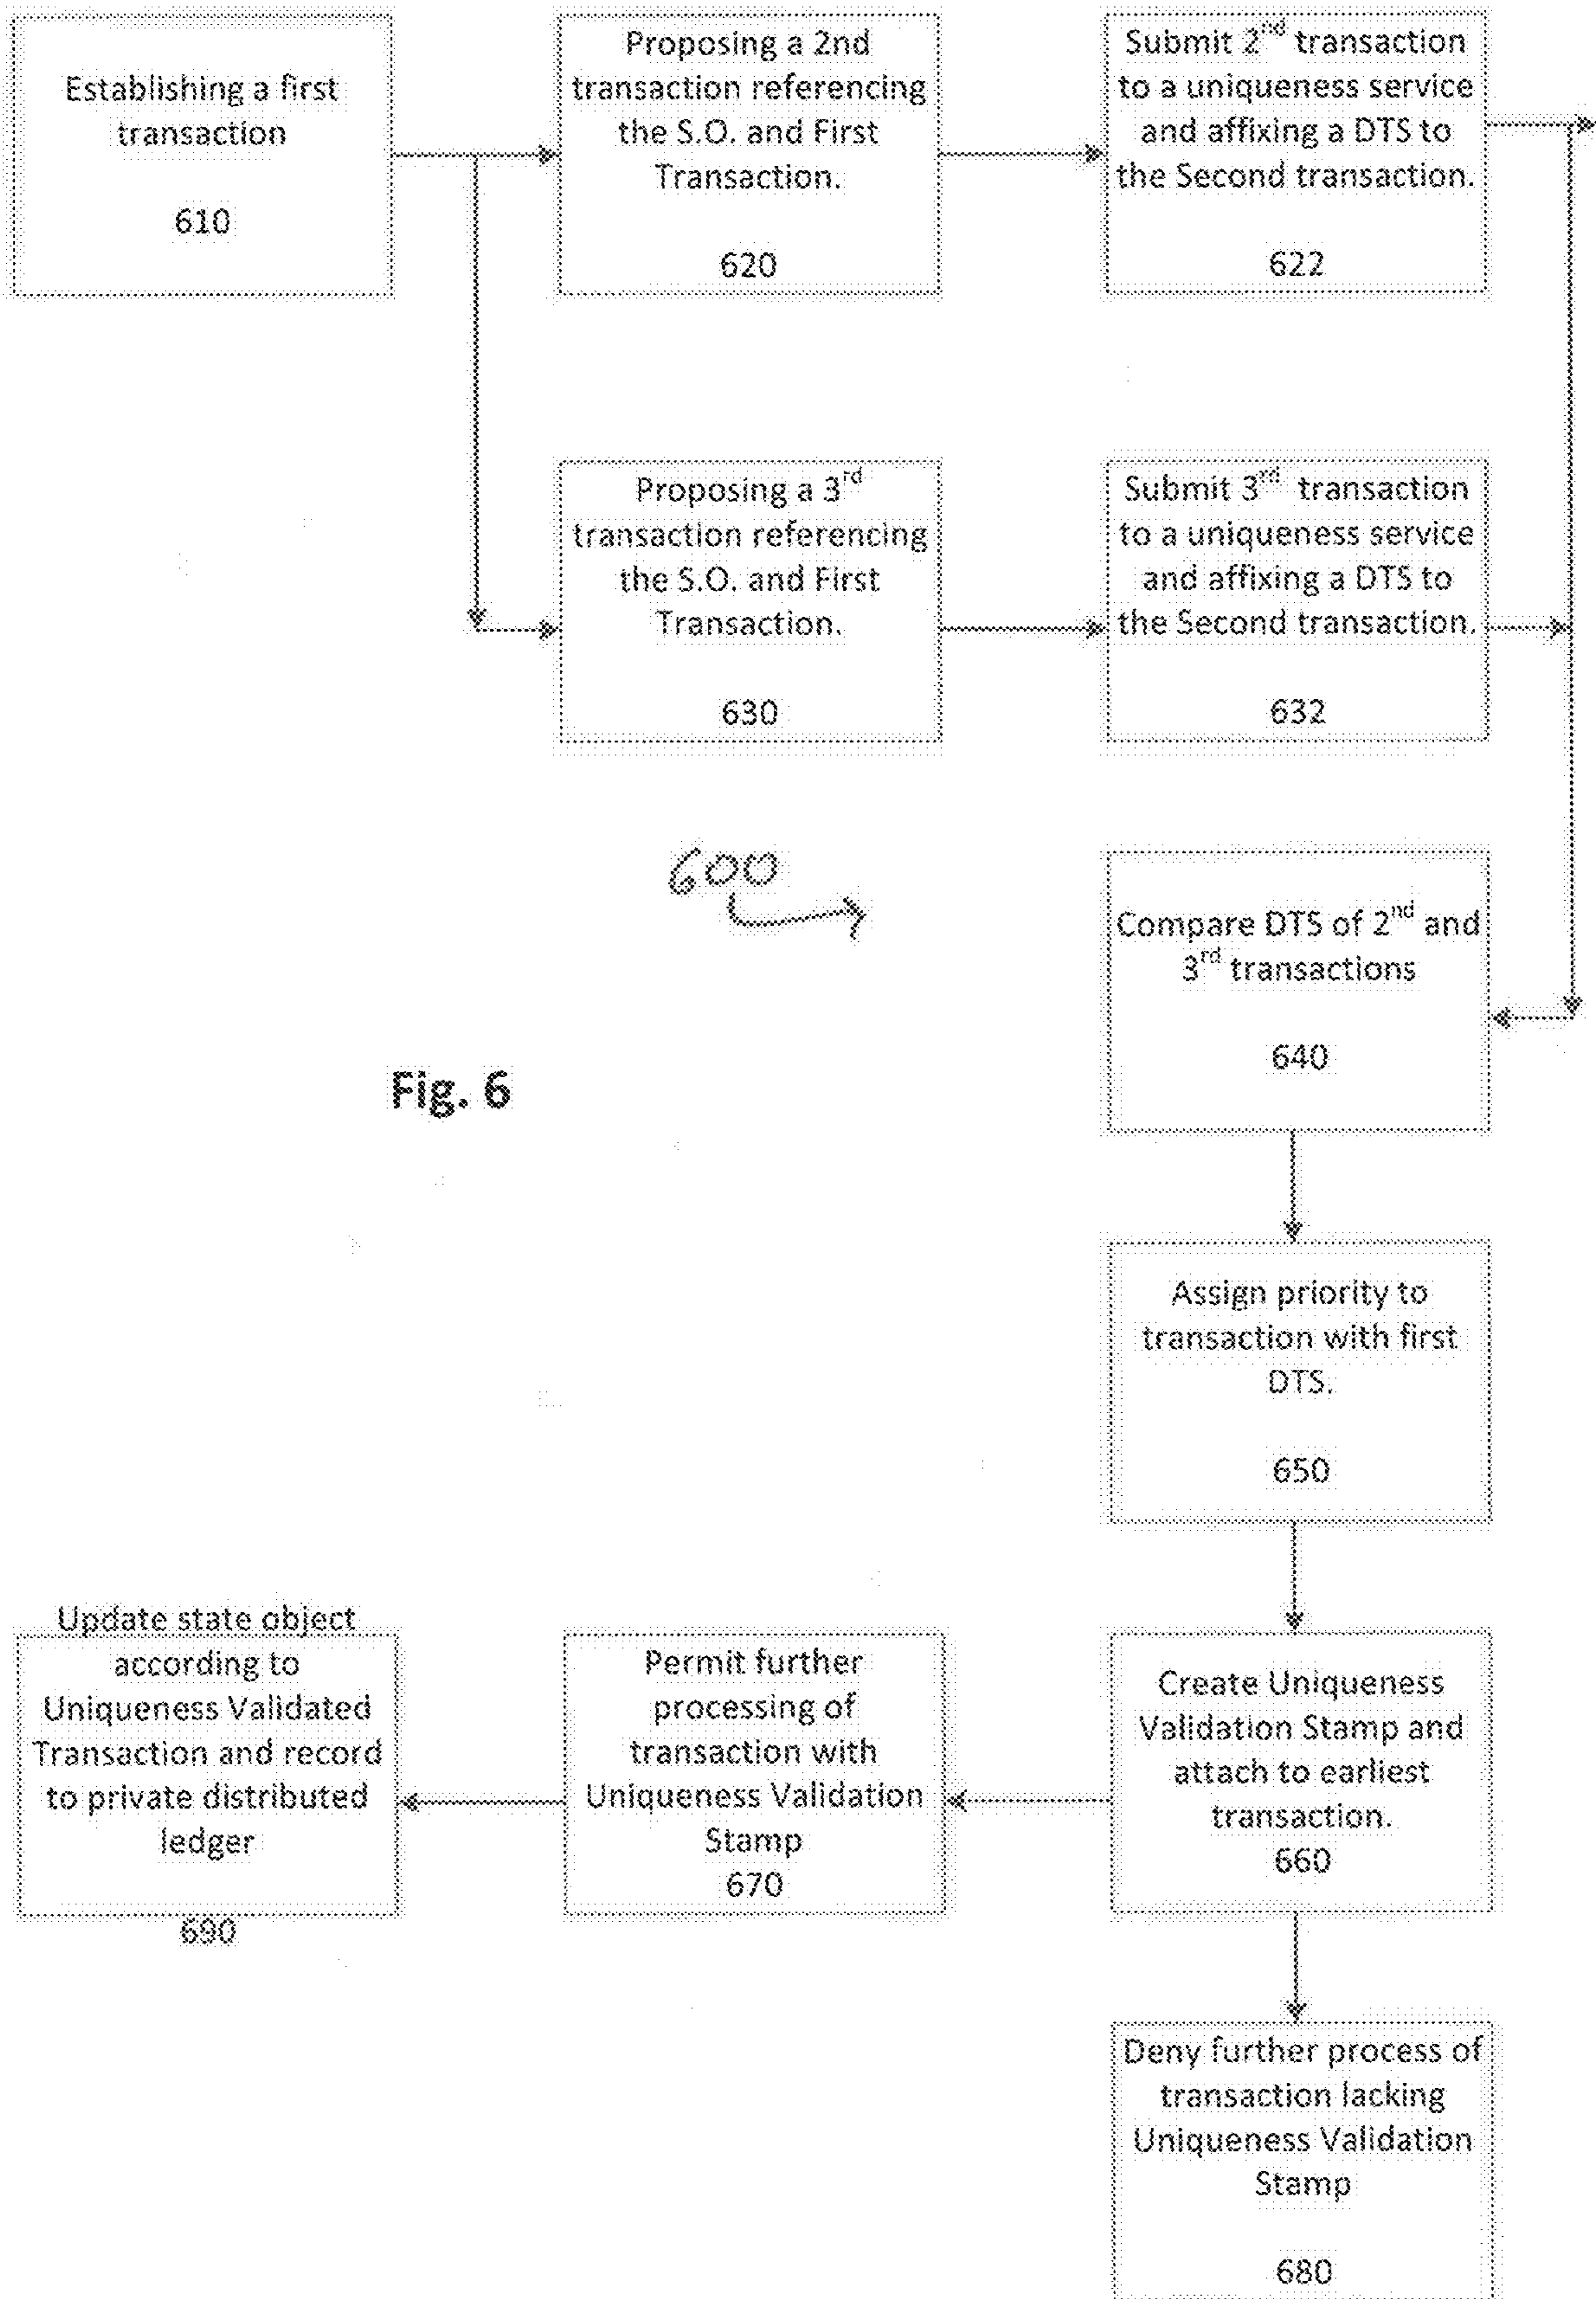 Establishing a first
transaction
610
Proposing a 2nd
transaction referencing
the S.O. and First
Transaction.
620
Submit 2nd transaction
to a uniqueness service
and affixing a DTS to
the Second transaction.
622
Proposing a 3rd
transaction referencing
the S.O. and First
Transaction.
630
Submit 3rd transaction
to a uniqueness service
and affixing a DTS to
the Second transaction.
632
600
Compare DTS of 2nd and
3rd transactions
640
Fig. 6
Assign priority to
transaction with first
DTS.
650
Create Uniqueness
Validation Stamp and
attach to earliest
transaction.
660
Permit further
processing of
transaction with
Uniqueness Validation
Stamp
670
Update state object
according to
Uniqueness Validated
Transaction and record
to private distributed
ledger
690
Deny further process of
transaction lacking
Uniqueness Validation
Stamp
680